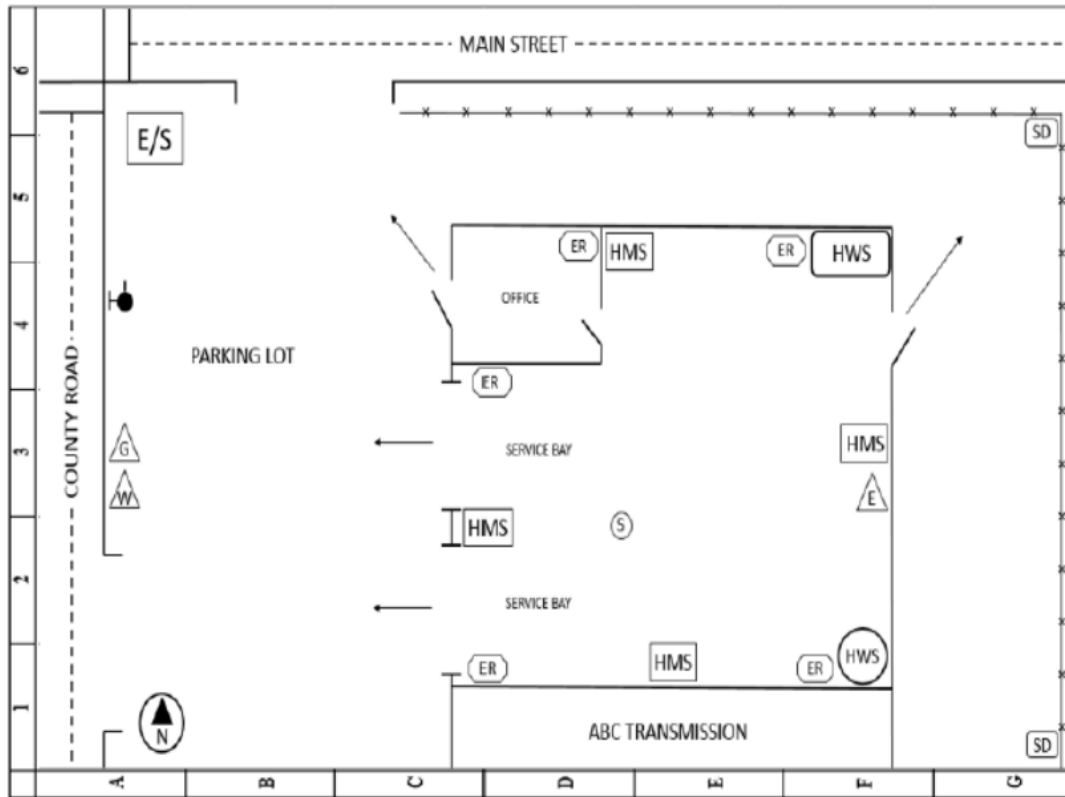 6
MAIN STREET
E/S
SD
5
ER
HMS
ER
HWS
OFFICE
4
PARKING LOT
ER
COUNTY ROAD
G
3
SERVICE BAY
HMS
W
E
HMS
S
2
SERVICE BAY
ER
HMS
ER
HWS
1
N
ABC TRANSMISSION
SD
A
B
C
D
E
F
G